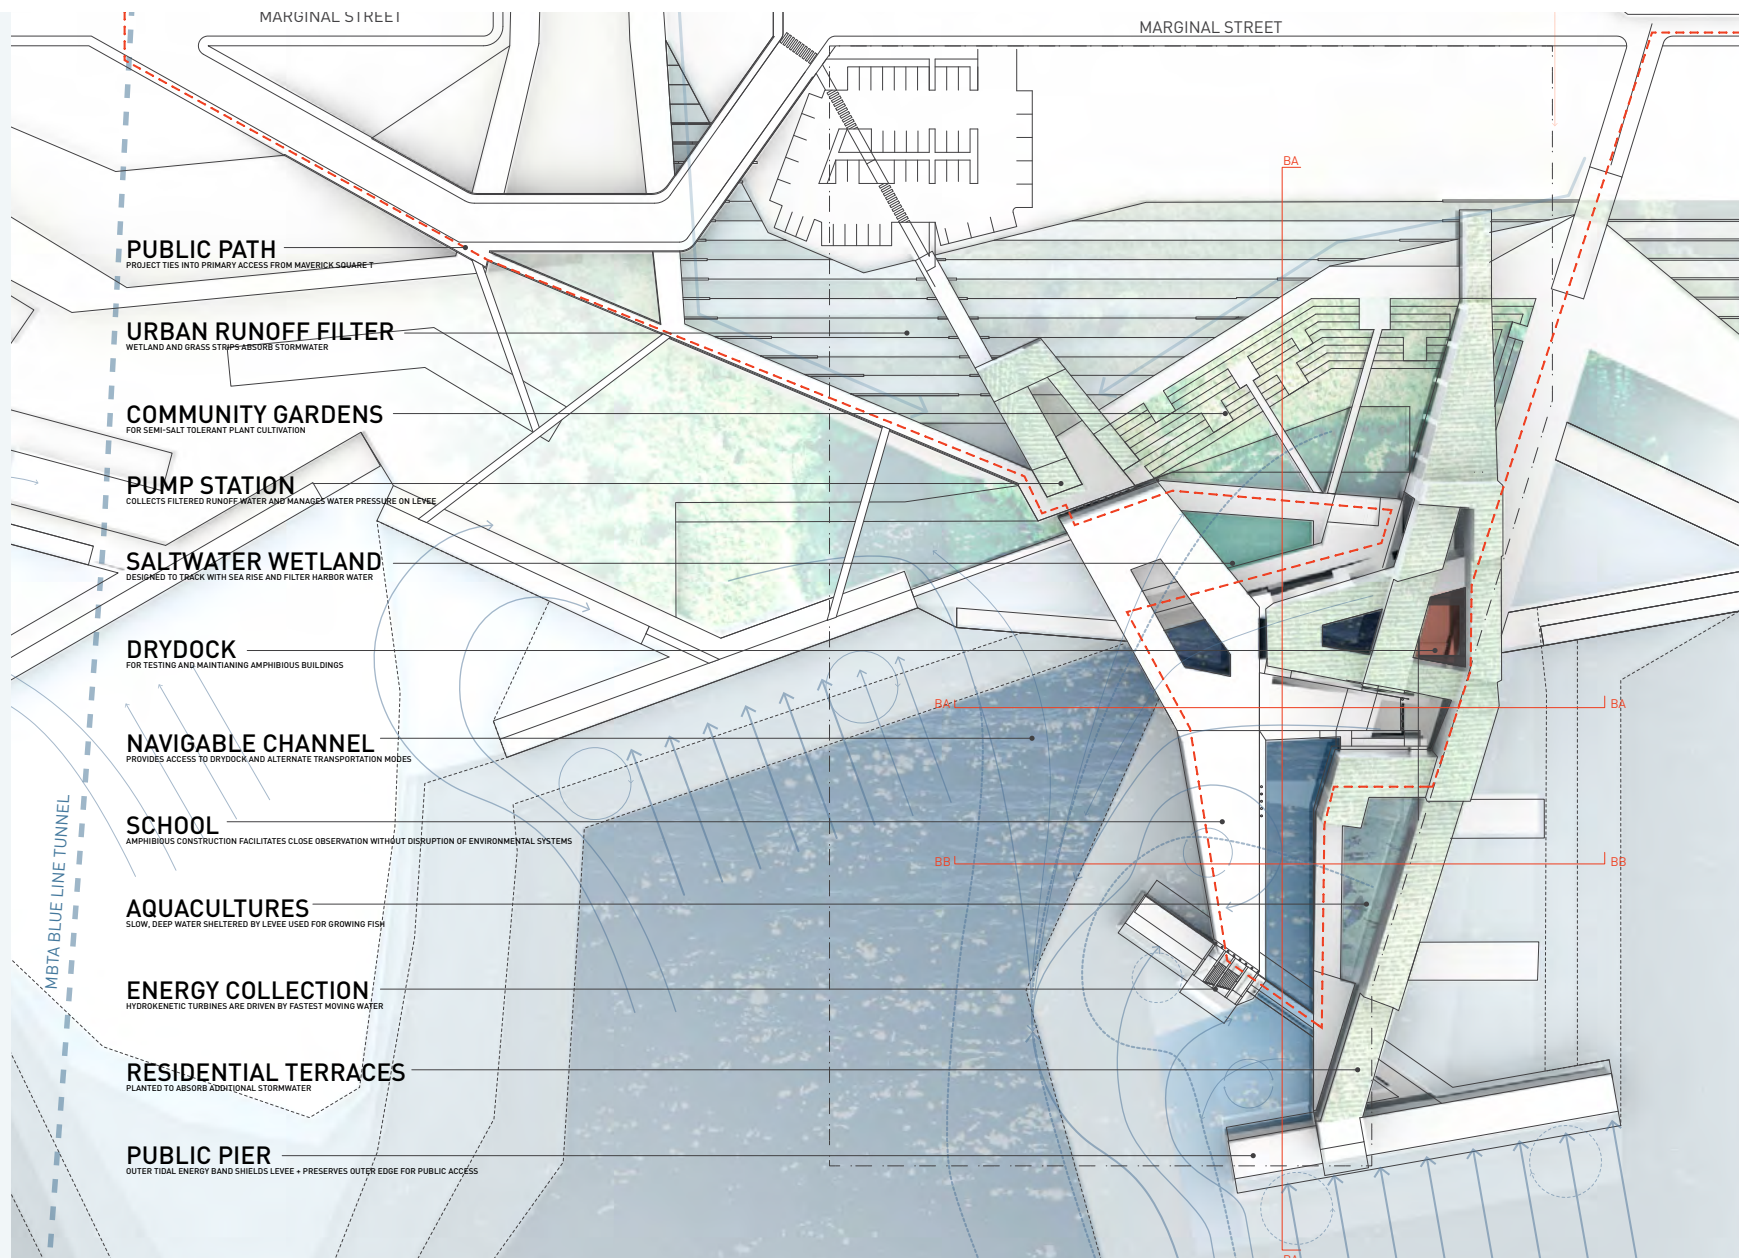 MARGINAL STREET
MARGINAL STREET
BA
PUBLIC PATH
PROJECT TIES INTO PRIMARY ACCESS FROM MAVERICK SQUARE T
URBAN RUNOFF FILTER
WETLAND AND GRASS STRIPS ABSORB STORMWATER
COMMUNITY GARDENS
FOR SEMI-SALT TOLERANT PLANT CULTIVATION
PUMP STATION
COLLECTS FILTERED RUNOFF WATER AND MANAGES WATER PRESSURE ON LEVEE
SALTWATER WETLAND
DESIGNED TO TRACK WITH SEA RISE AND FILTER HARBOR WATER
DRYDOCK
FOR TESTING AND MAINTIANING AMPHIBIOUS BUILDINGS
BA
BA
NAVIGABLE CHANNEL
PROVIDES ACCESS TO DRYDOCK AND ALTERNATE TRANSPORTATION MODES
SCHOOL
AMPHIBIOUS CONSTRUCTION FACILITATES CLOSE OBSERVATION WITHOUT DISRUPTION OF ENVIRONMENTAL SYSTEMS
BB
BB
AQUACULTURES
SLOW, DEEP WATER SHELTERED BY LEVEE USED FOR GROWING FISH
MBTA BLUE LINE TUNNEL
ENERGY COLLECTION
HYDROKENETIC TURBINES ARE DRIVEN BY FASTEST MOVING WATER
RESIDENTIAL TERRACES
PLANTED TO ABSORB ADDITIONAL STORMWATER
PUBLIC PIER
OUTER TIDAL ENERGY BAND SHIELDS LEVEE + PRESERVES OUTER EDGE FOR PUBLIC ACCESS